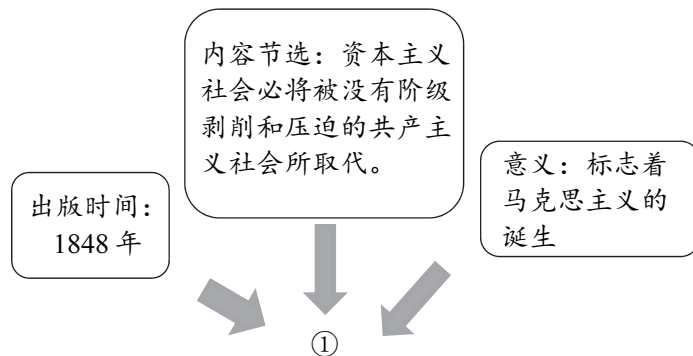 内容节选：资本主义
社会必将被没有阶级
剥削和压迫的共产主
义社会所取代。
出版时间：
1848 年
意义：标志着
马克思主义的
诞生
①